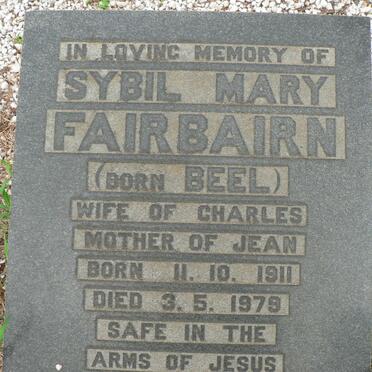 IN LOVING MEMORY OF
SYBIL MARY
FAIRBAIRN
(BORN BEEL)
WIFE OF CHARLES
MOTHER OF JEAN
BORN 11. 10. 1911
DIED 3. 5. 1979
SAFE IN THE
ARMS OF JESUS